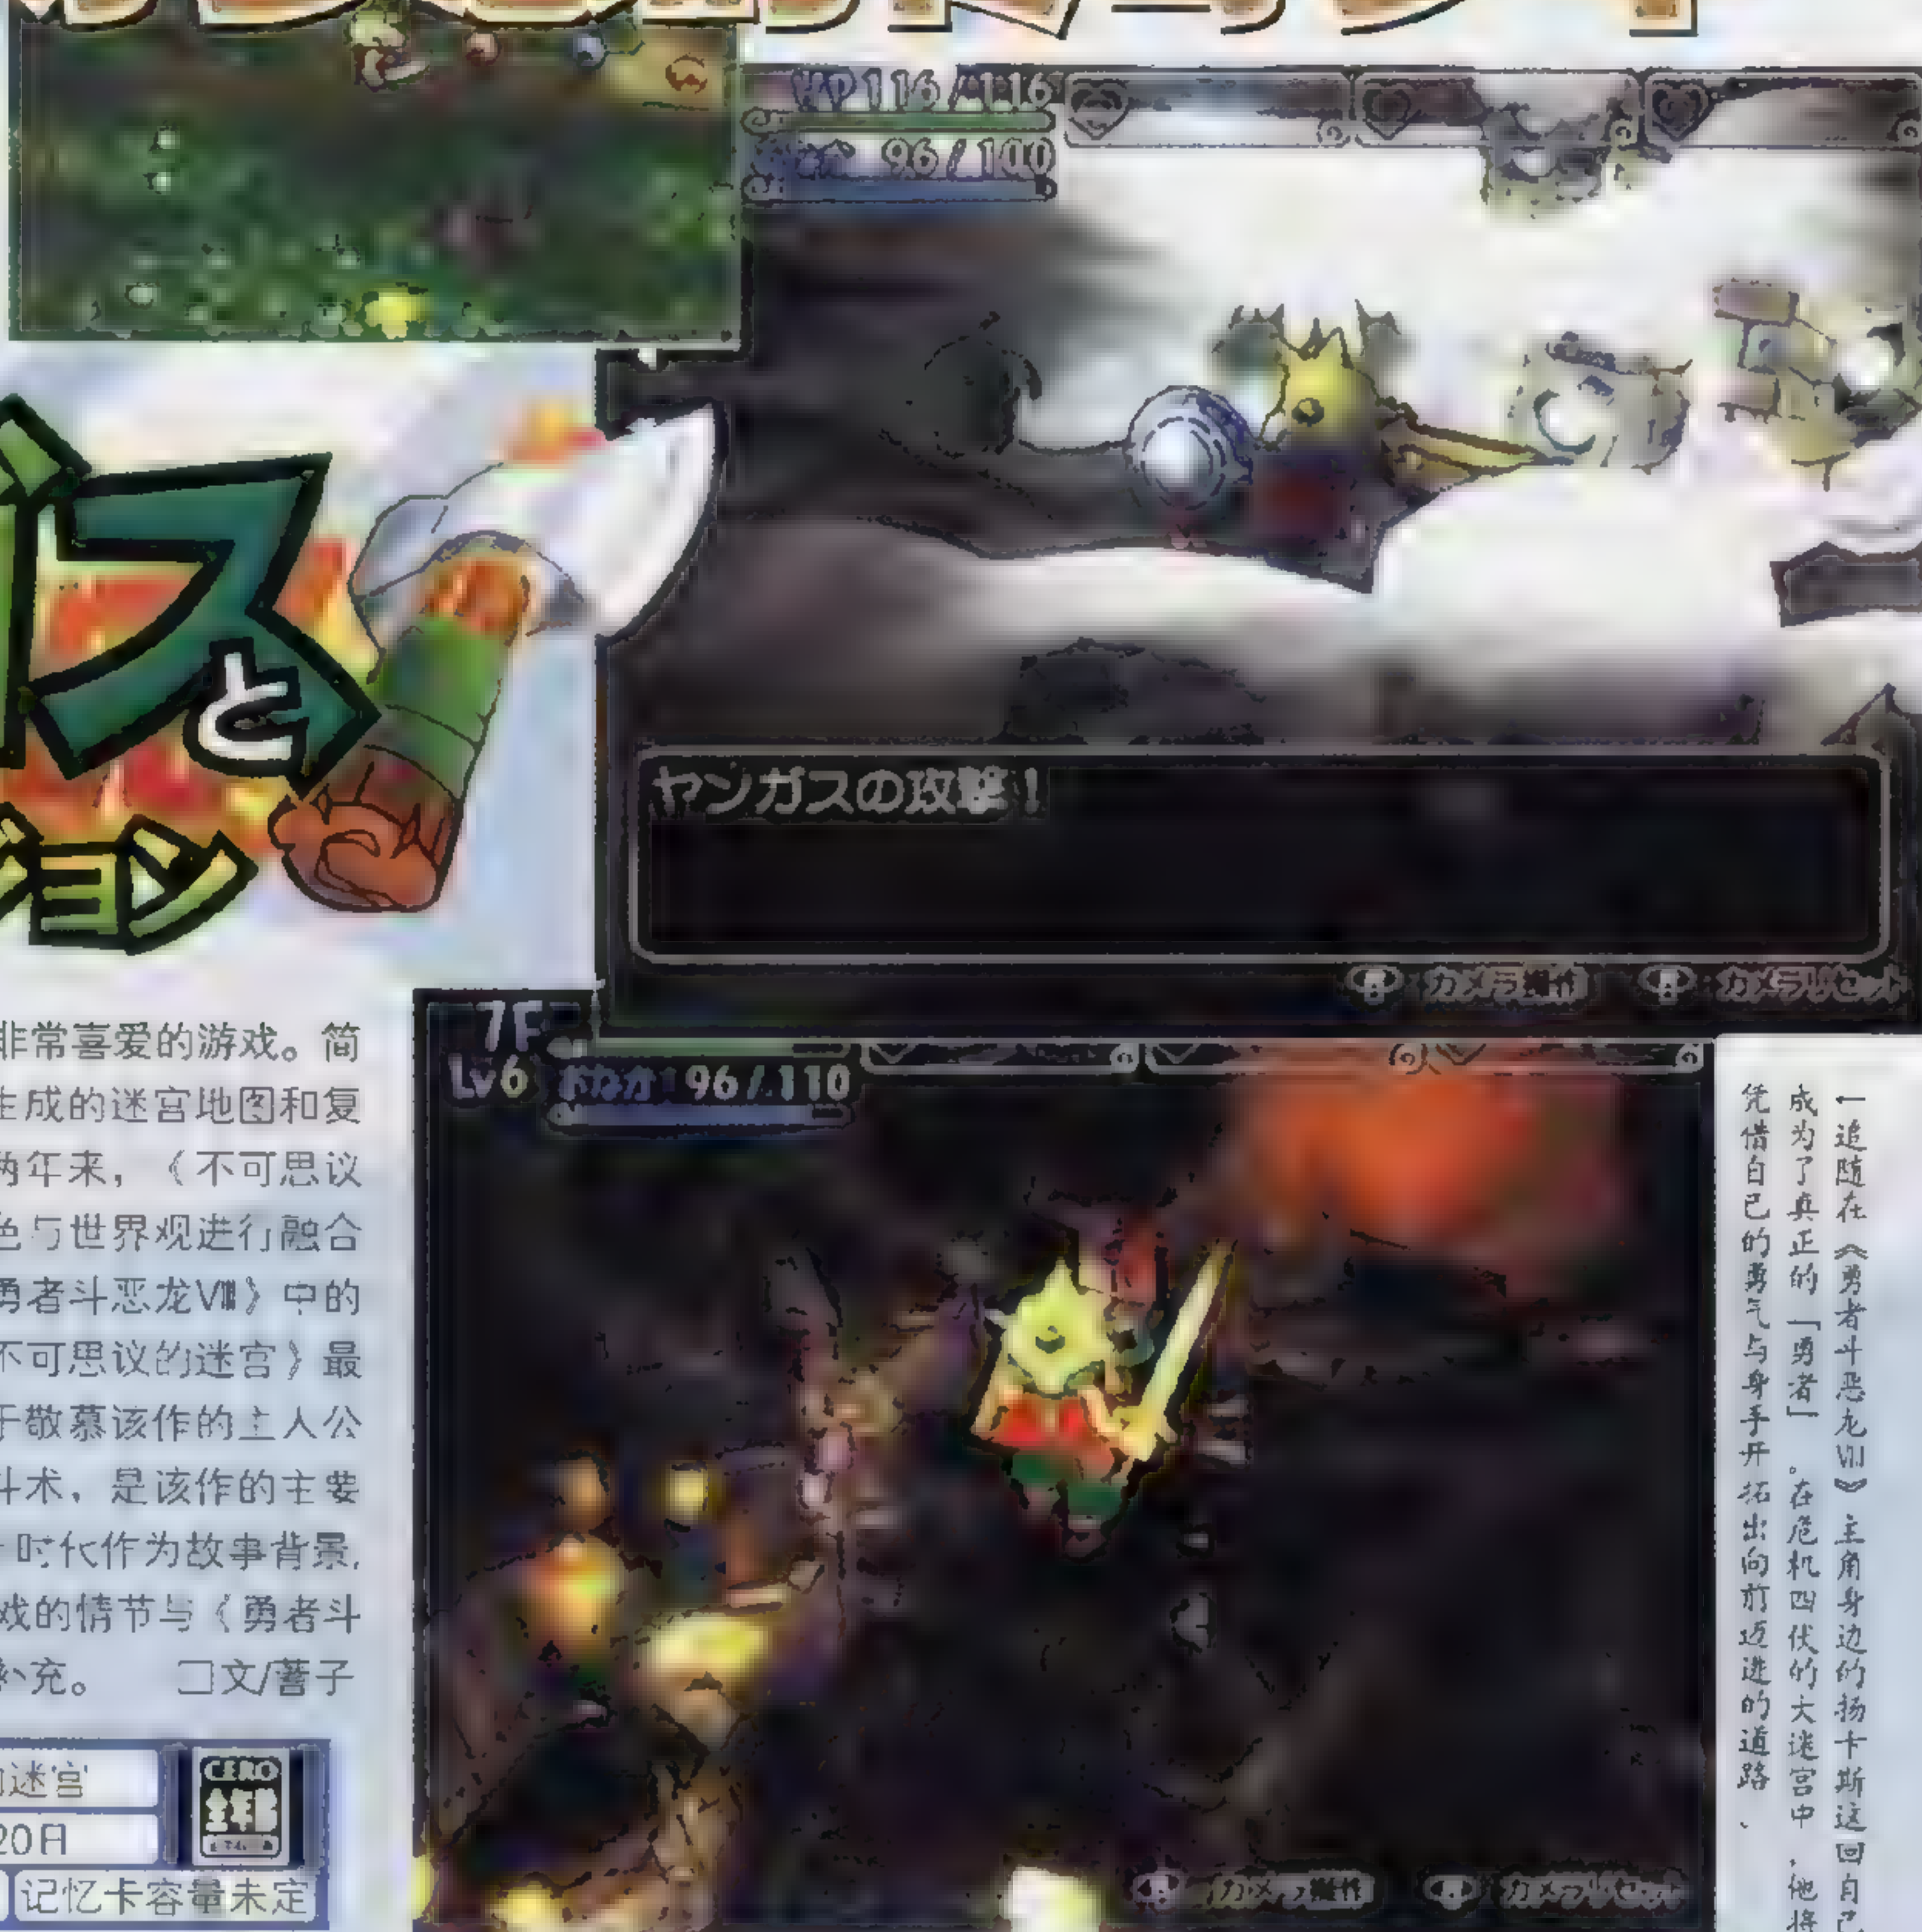 HP116/116
96/100
ス
と
ション
ヤンガスの攻撃！
カメラ操作
カメラリセット
7F
Lv6 おなか 96/110
カメラ操作
カメラリセット
非常喜爱的游戏。简
生成的迷宫地图和复
两年来，《不可思议
色与世界观进行融合
勇者斗恶龙Ⅷ》中的
不可思议的迷宫》最
于敬慕该作的主人公
斗术，是该作的主要
时代作为故事背景，
戏的情节与《勇者斗
补充。 □文/蓍子
迷宫
20日
记忆卡容量未定
CERO
←追随在《勇者斗恶龙Ⅷ》主角身边的扬卡斯这回自己
成为了真正的「勇者」。在危机四伏的大迷宫中，他将
凭借自己的勇气与身手开拓出向前迈进的道路、